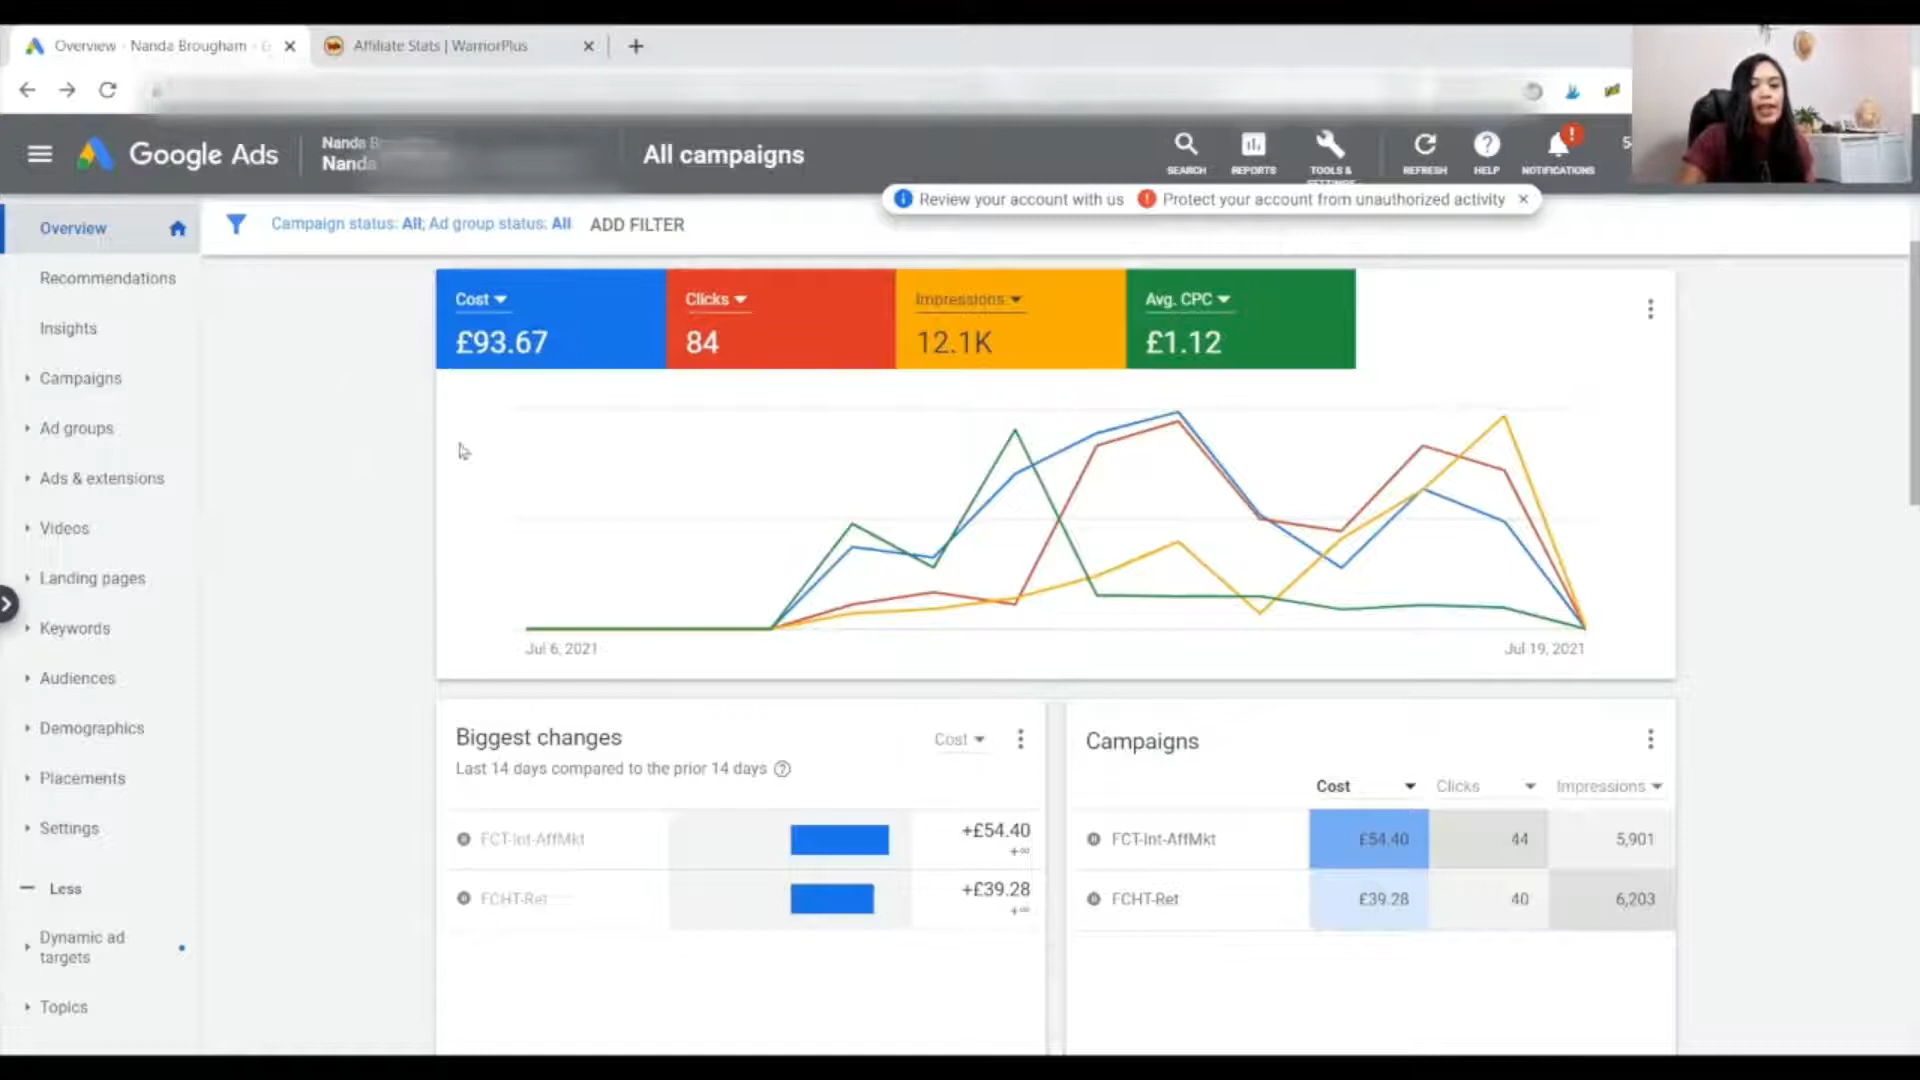 Overview - Nanda Brougham - G
Affiliate Stats | WarriorPlus
Google Ads
Nanda B
Nanda
All campaigns
SEARCH
REPORTS
TOOLS &
SETTINGS
REFRESH
HELP
NOTIFICATIONS
5
Review your account with us
Protect your account from unauthorized activity
Overview
Campaign status: All; Ad group status: All
ADD FILTER
Recommendations
Insights
Campaigns
Ad groups
Ads & extensions
Videos
Landing pages
Keywords
Audiences
Demographics
Placements
Settings
Less
Dynamic ad
targets
Topics
Cost
£93.67
Clicks
84
Impressions
12.1K
Avg. CPC
£1.12
Jul 6, 2021
Jul 19, 2021
Biggest changes
Cost
Last 14 days compared to the prior 14 days
FCT-Int-AffMkt
+£54.40
+∞
FCHT-Ret
+£39.28
+∞
Campaigns
Cost
Clicks
Impressions
FCT-Int-AffMkt
£54.40
44
5,901
FCHT-Ret
£39.28
40
6,203